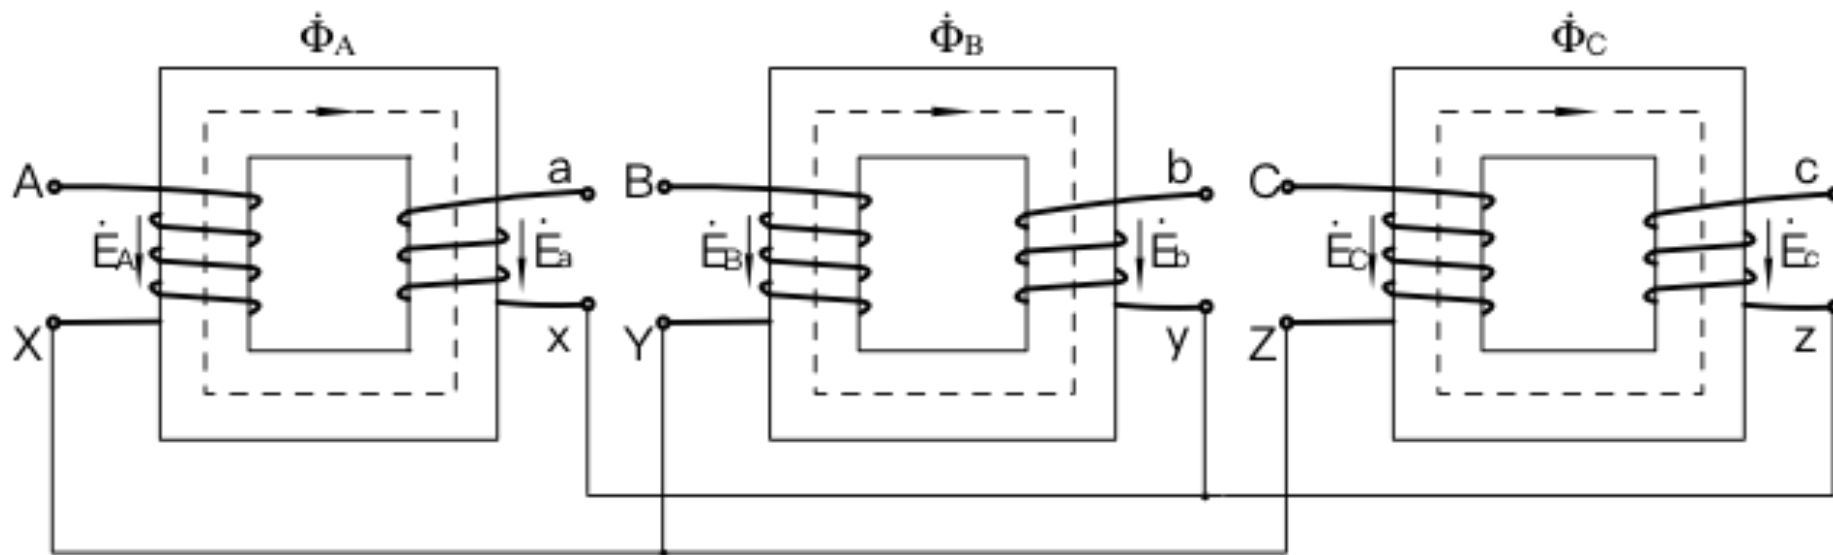 Φ̇A Φ̇B Φ̇C
A a B b C c
ĖA Ėa ĖB Ėb ĖC Ėc
X x Y y Z z